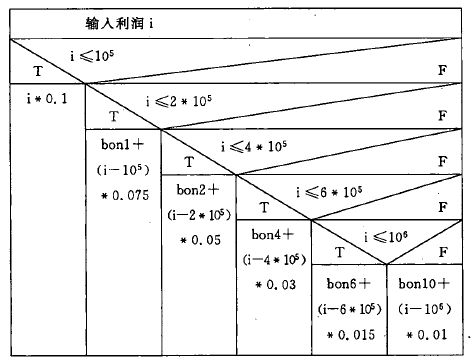 输入利润 i
i≤10⁵
T
F
i*0.1
i≤2*10⁵
T
F
bon1+
(i-10⁵)
*0.075
i≤4*10⁵
T
F
bon2+
(i-2*10⁵)
*0.05
i≤6*10⁵
T
F
bon4+
(i-4*10⁵)
*0.03
i≤10⁶
T
F
bon6+
(i-6*10⁵)
*0.015
bon10+
(i-10⁶)
*0.01